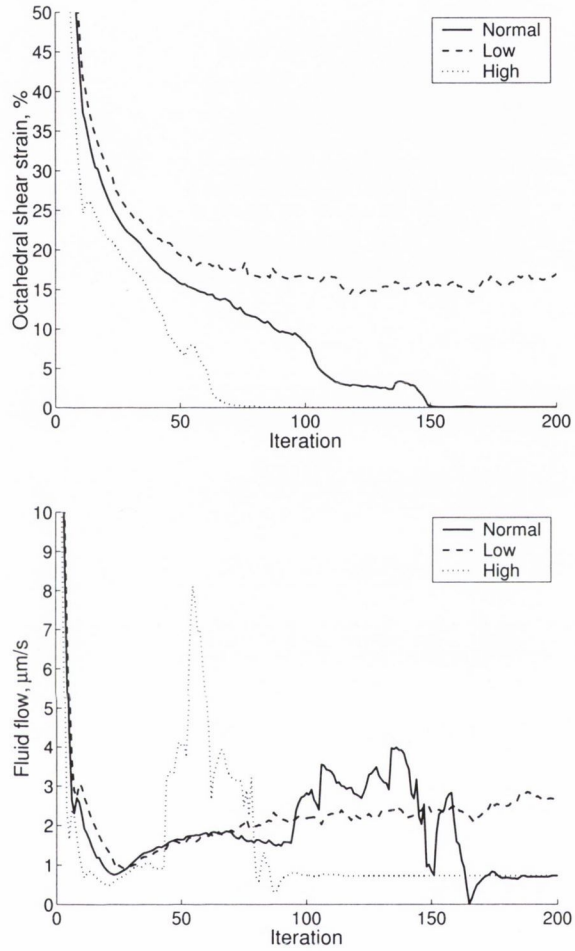 50
45
40
35
30
25
20
15
10
5
0
Octahedral shear strain, %
Normal
Low
High
0 50 100 150 200
Iteration
10
9
8
7
6
5
4
3
2
1
0
Fluid flow, μm/s
Normal
Low
High
0 50 100 150 200
Iteration